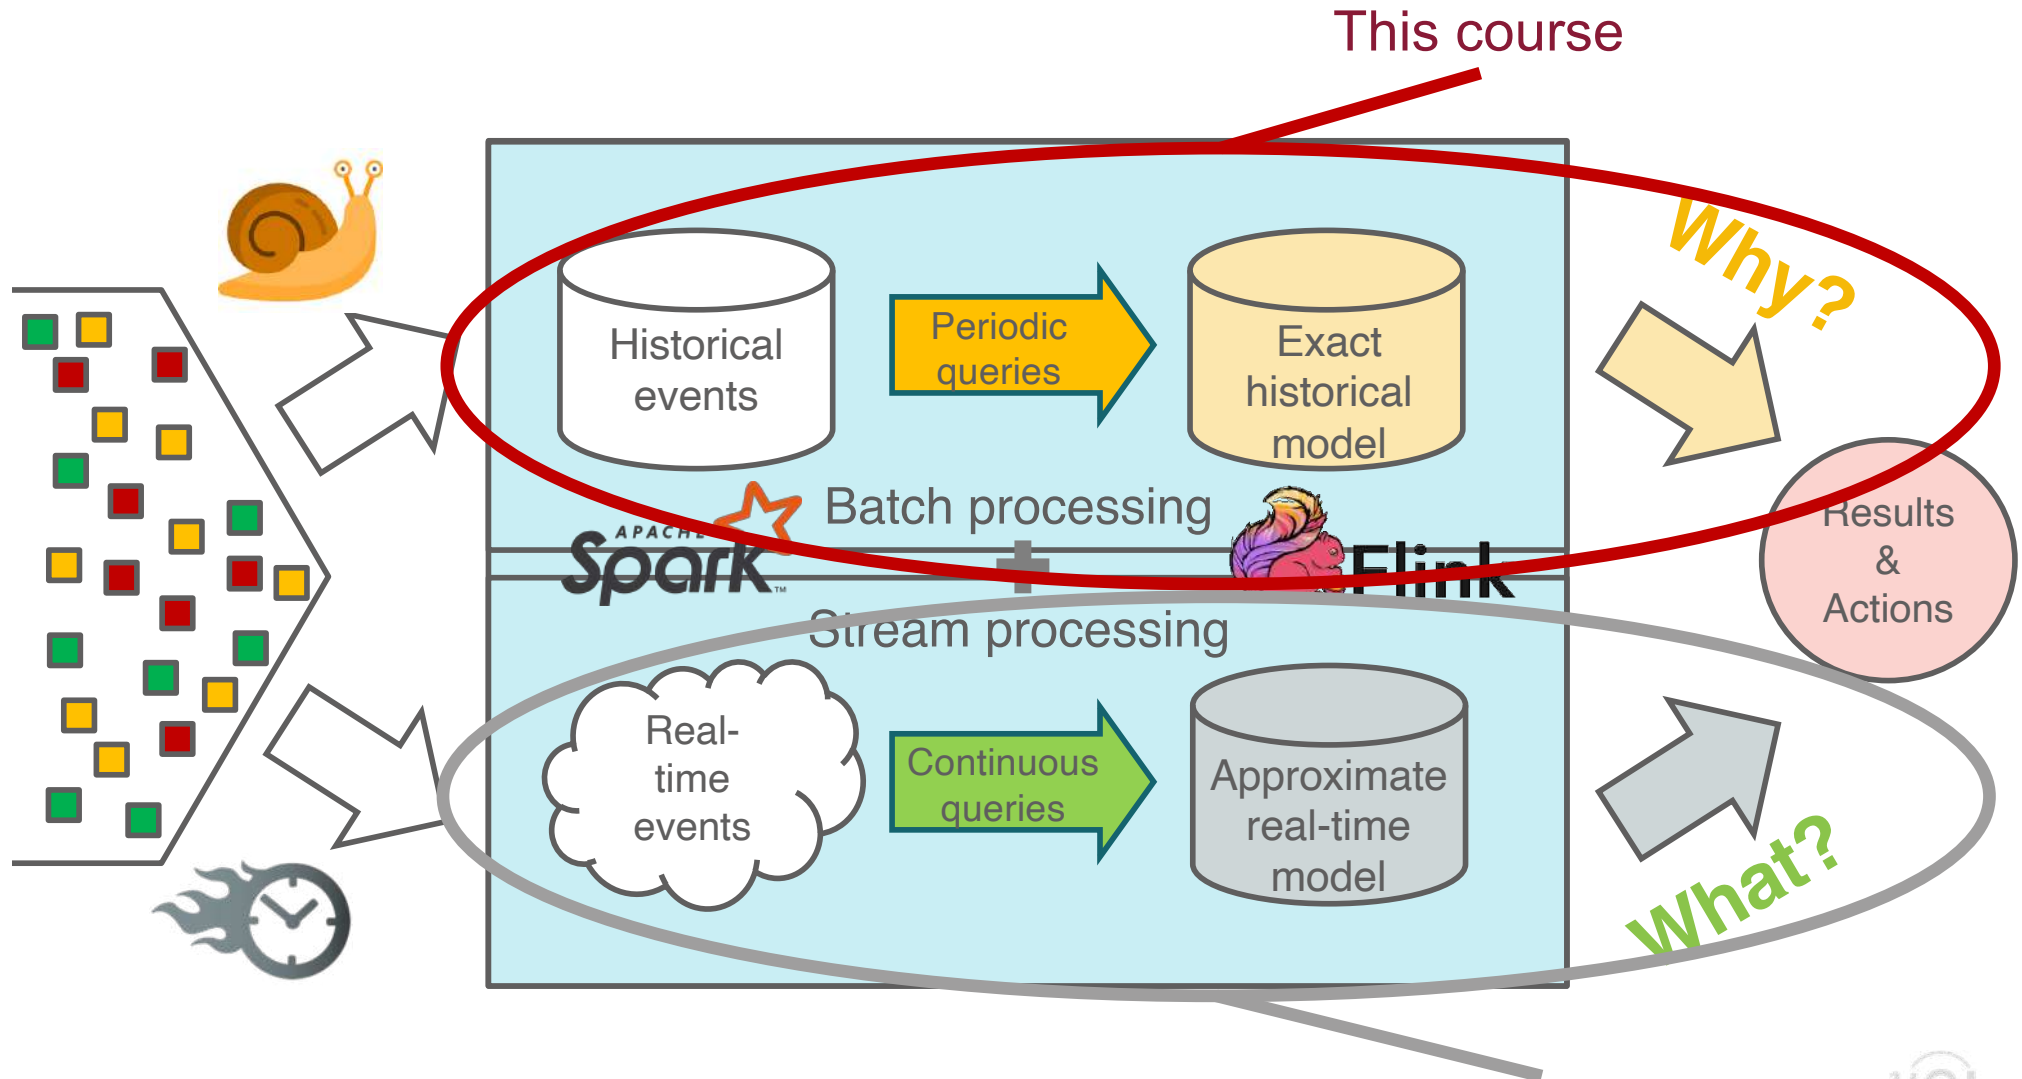 This course
Why?
Historical
events
Periodic
queries
Exact
historical
model
Batch processing
APACHE
Spark
TM
Flink
Results
&
Actions
Stream processing
Real-
time
events
Continuous
queries
Approximate
real-time
model
What?